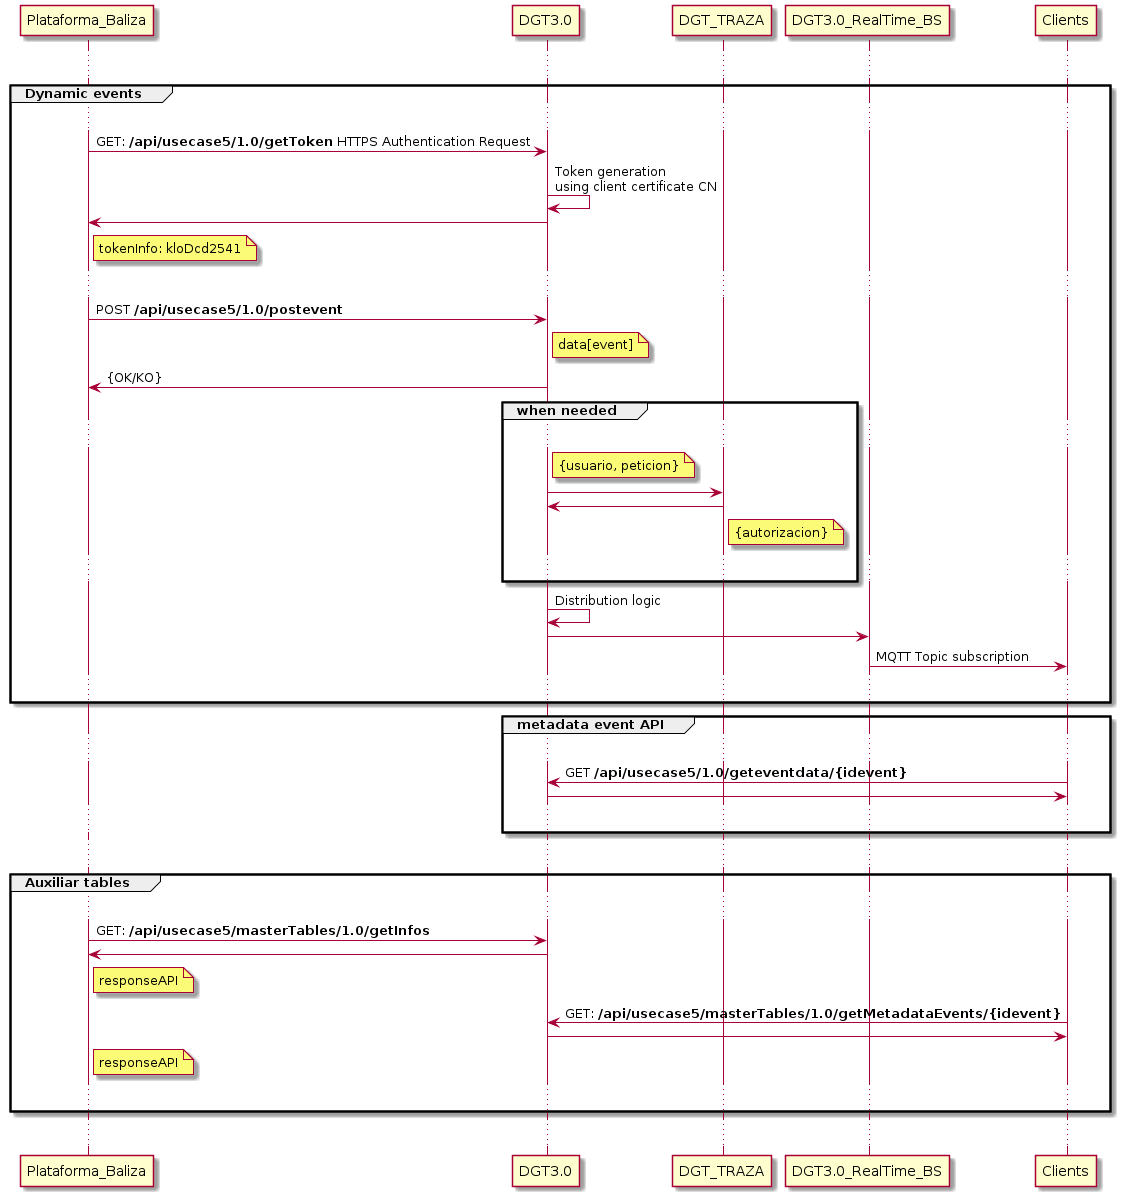 Plataforma_Baliza
DGT3.0
DGT_TRAZA
DGT3.0_RealTime_BS
Clients
Dynamic events
GET: /api/usecase5/1.0/getToken HTTPS Authentication Request
Token generation
using client certificate CN
tokenInfo: kloDcd2541
POST /api/usecase5/1.0/postevent
data[event]
{OK/KO}
when needed
{usuario, peticion}
{autorizacion}
Distribution logic
MQTT Topic subscription
metadata event API
GET /api/usecase5/1.0/geteventdata/{idevent}
Auxiliar tables
GET: /api/usecase5/masterTables/1.0/getInfos
responseAPI
GET: /api/usecase5/masterTables/1.0/getMetadataEvents/{idevent}
responseAPI
Plataforma_Baliza
DGT3.0
DGT_TRAZA
DGT3.0_RealTime_BS
Clients